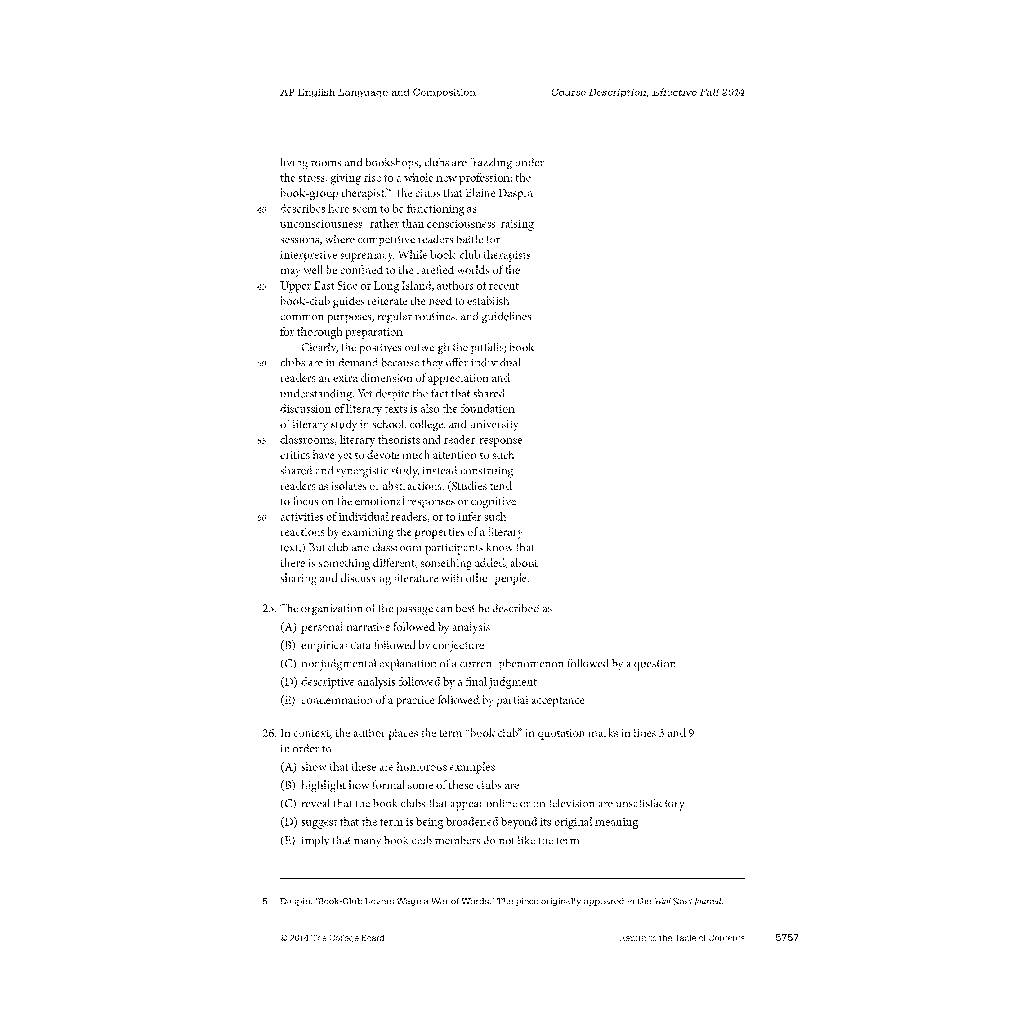 AP English Language and Composition Course Description, Effective Fall 2014
living rooms and bookshops, clubs are frazzling under
the stress, giving rise to a whole new profession: the
book-group therapist."⁵ The clubs that Elaine Daspin
40 describes here seem to be functioning as
unconsciousness- rather than consciousness-raising
sessions, where competitive readers battle for
interpretive supremacy. While book-club therapists
may well be confined to the rarefied worlds of the
45 Upper East Side or Long Island, authors of recent
book-club guides reiterate the need to establish
common purposes, regular routines, and guidelines
for thorough preparation.
Clearly, the positives outweigh the pitfalls; book
50 clubs are in demand because they offer individual
readers an extra dimension of appreciation and
understanding. Yet despite the fact that shared
discussion of literary texts is also the foundation
of literary study in school, college, and university
55 classrooms, literary theorists and reader-response
critics have yet to devote much attention to such
shared and synergistic study, instead construing
readers as isolates or abstractions. (Studies tend
to focus on the emotional responses or cognitive
60 activities of individual readers, or to infer such
reactions by examining the properties of a literary
text.) But club and classroom participants know that
there is something different, something added, about
sharing and discussing literature with other people.
25. The organization of the passage can best be described as
(A) personal narrative followed by analysis
(B) empirical data followed by conjecture
(C) nonjudgmental explanation of a current phenomenon followed by a question
(D) descriptive analysis followed by a final judgment
(E) condemnation of a practice followed by partial acceptance
26. In context, the author places the term “book club” in quotation marks in lines 3 and 9
in order to
(A) show that these are humorous examples
(B) highlight how formal some of these clubs are
(C) reveal that the book clubs that appear online or on television are unsatisfactory
(D) suggest that the term is being broadened beyond its original meaning
(E) imply that many book club members do not like the term
5 Daspin, "Book-Club Lovers Wage a War of Words." The piece originally appeared in the Wall Street Journal.
© 2014 The College Board Return to the Table of Contents 5757